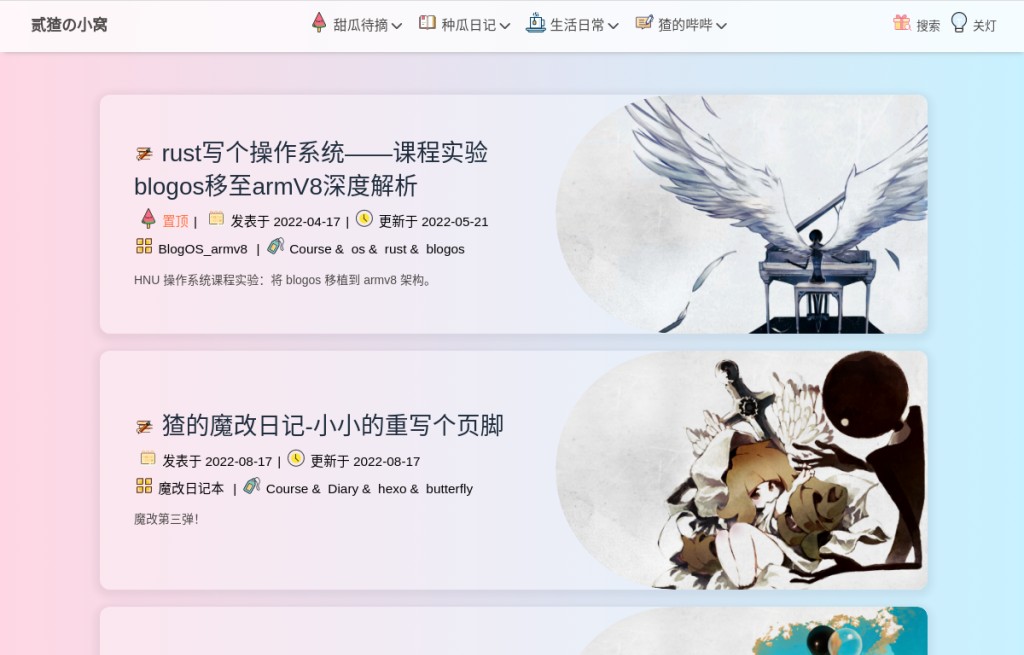 贰猹の小窝 甜瓜待摘 种瓜日记 生活日常 猹的哔哔 搜索 关灯
rust写个操作系统——课程实验
blogos移至armV8深度解析
置顶 | 发表于 2022-04-17 | 更新于 2022-05-21
BlogOS_armv8 | Course & os & rust & blogos
HNU 操作系统课程实验：将 blogos 移植到 armv8 架构。
猹的魔改日记-小小的重写个页脚
发表于 2022-08-17 | 更新于 2022-08-17
魔改日记本 | Course & Diary & hexo & butterfly
魔改第三弹！